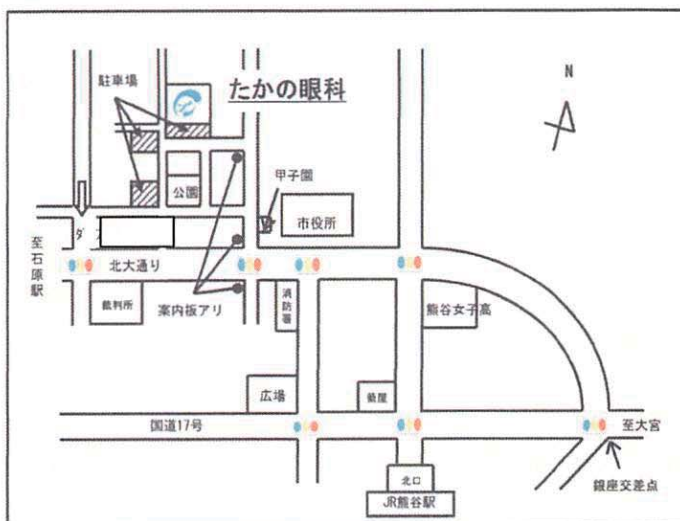 駐車場
たかの眼科
N
甲子園
公園
市役所
至石原駅
北大通り
裁判所
案内板アリ
消防署
熊谷女子高
広場
国道17号
至大宮
北口
JR熊谷駅
銀座交差点